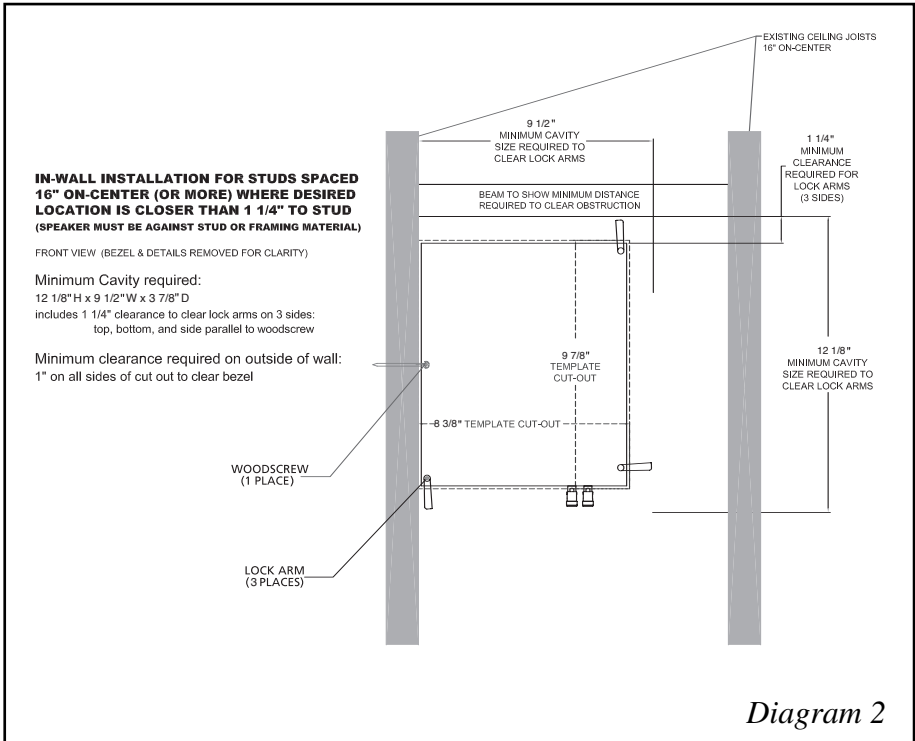 EXISTING CEILING JOISTS
16" ON-CENTER
9 1/2"
MINIMUM CAVITY
SIZE REQUIRED TO
CLEAR LOCK ARMS
1 1/4"
MINIMUM
CLEARANCE
REQUIRED FOR
LOCK ARMS
(3 SIDES)
IN-WALL INSTALLATION FOR STUDS SPACED
16" ON-CENTER (OR MORE) WHERE DESIRED
LOCATION IS CLOSER THAN 1 1/4" TO STUD
(SPEAKER MUST BE AGAINST STUD OR FRAMING MATERIAL)
BEAM TO SHOW MINIMUM DISTANCE
REQUIRED TO CLEAR OBSTRUCTION
FRONT VIEW (BEZEL & DETAILS REMOVED FOR CLARITY)
Minimum Cavity required:
12 1/8" H x 9 1/2" W x 3 7/8" D
includes 1 1/4" clearance to clear lock arms on 3 sides:
top, bottom, and side parallel to woodscrew
Minimum clearance required on outside of wall:
1" on all sides of cut out to clear bezel
9 7/8"
TEMPLATE
CUT-OUT
12 1/8"
MINIMUM CAVITY
SIZE REQUIRED TO
CLEAR LOCK ARMS
8 3/8" TEMPLATE CUT-OUT
WOODSCREW
(1 PLACE)
LOCK ARM
(3 PLACES)
Diagram 2